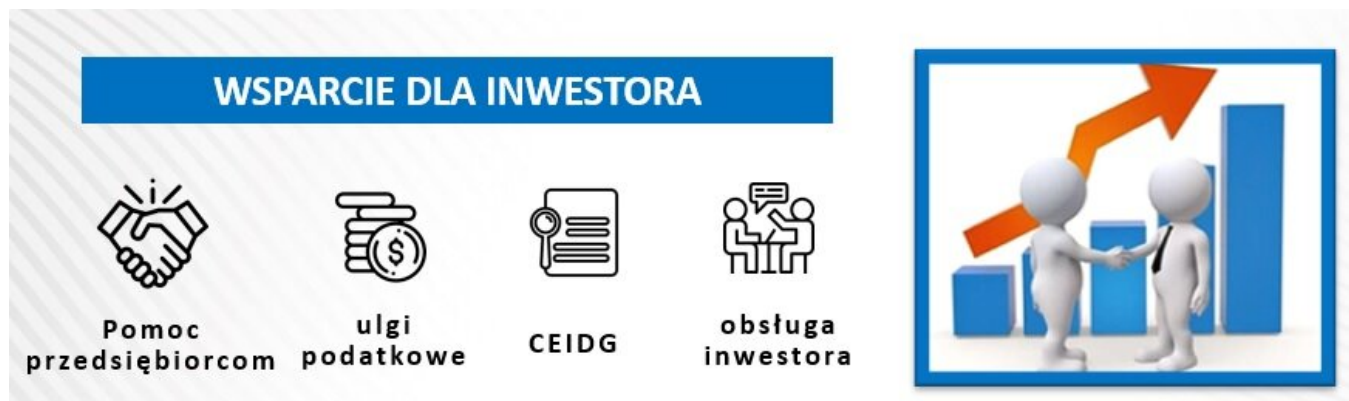 WSPARCIE DLA INWESTORA
Pomoc
przedsiębiorcom
ulgi
podatkowe
CEIDG
obsługa
inwestora
$